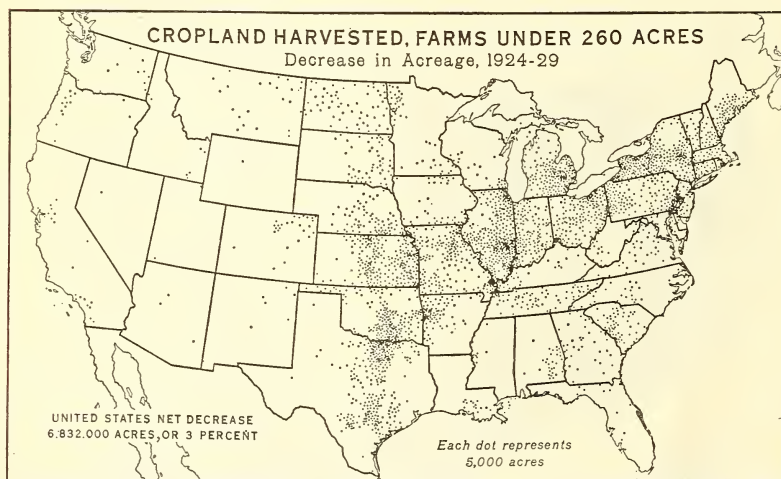 CROPLAND HARVESTED, FARMS UNDER 260 ACRES
Decrease in Acreage, 1924-29
UNITED STATES NET DECREASE
6,832,000 ACRES, OR 3 PERCENT
Each dot represents
5,000 acres